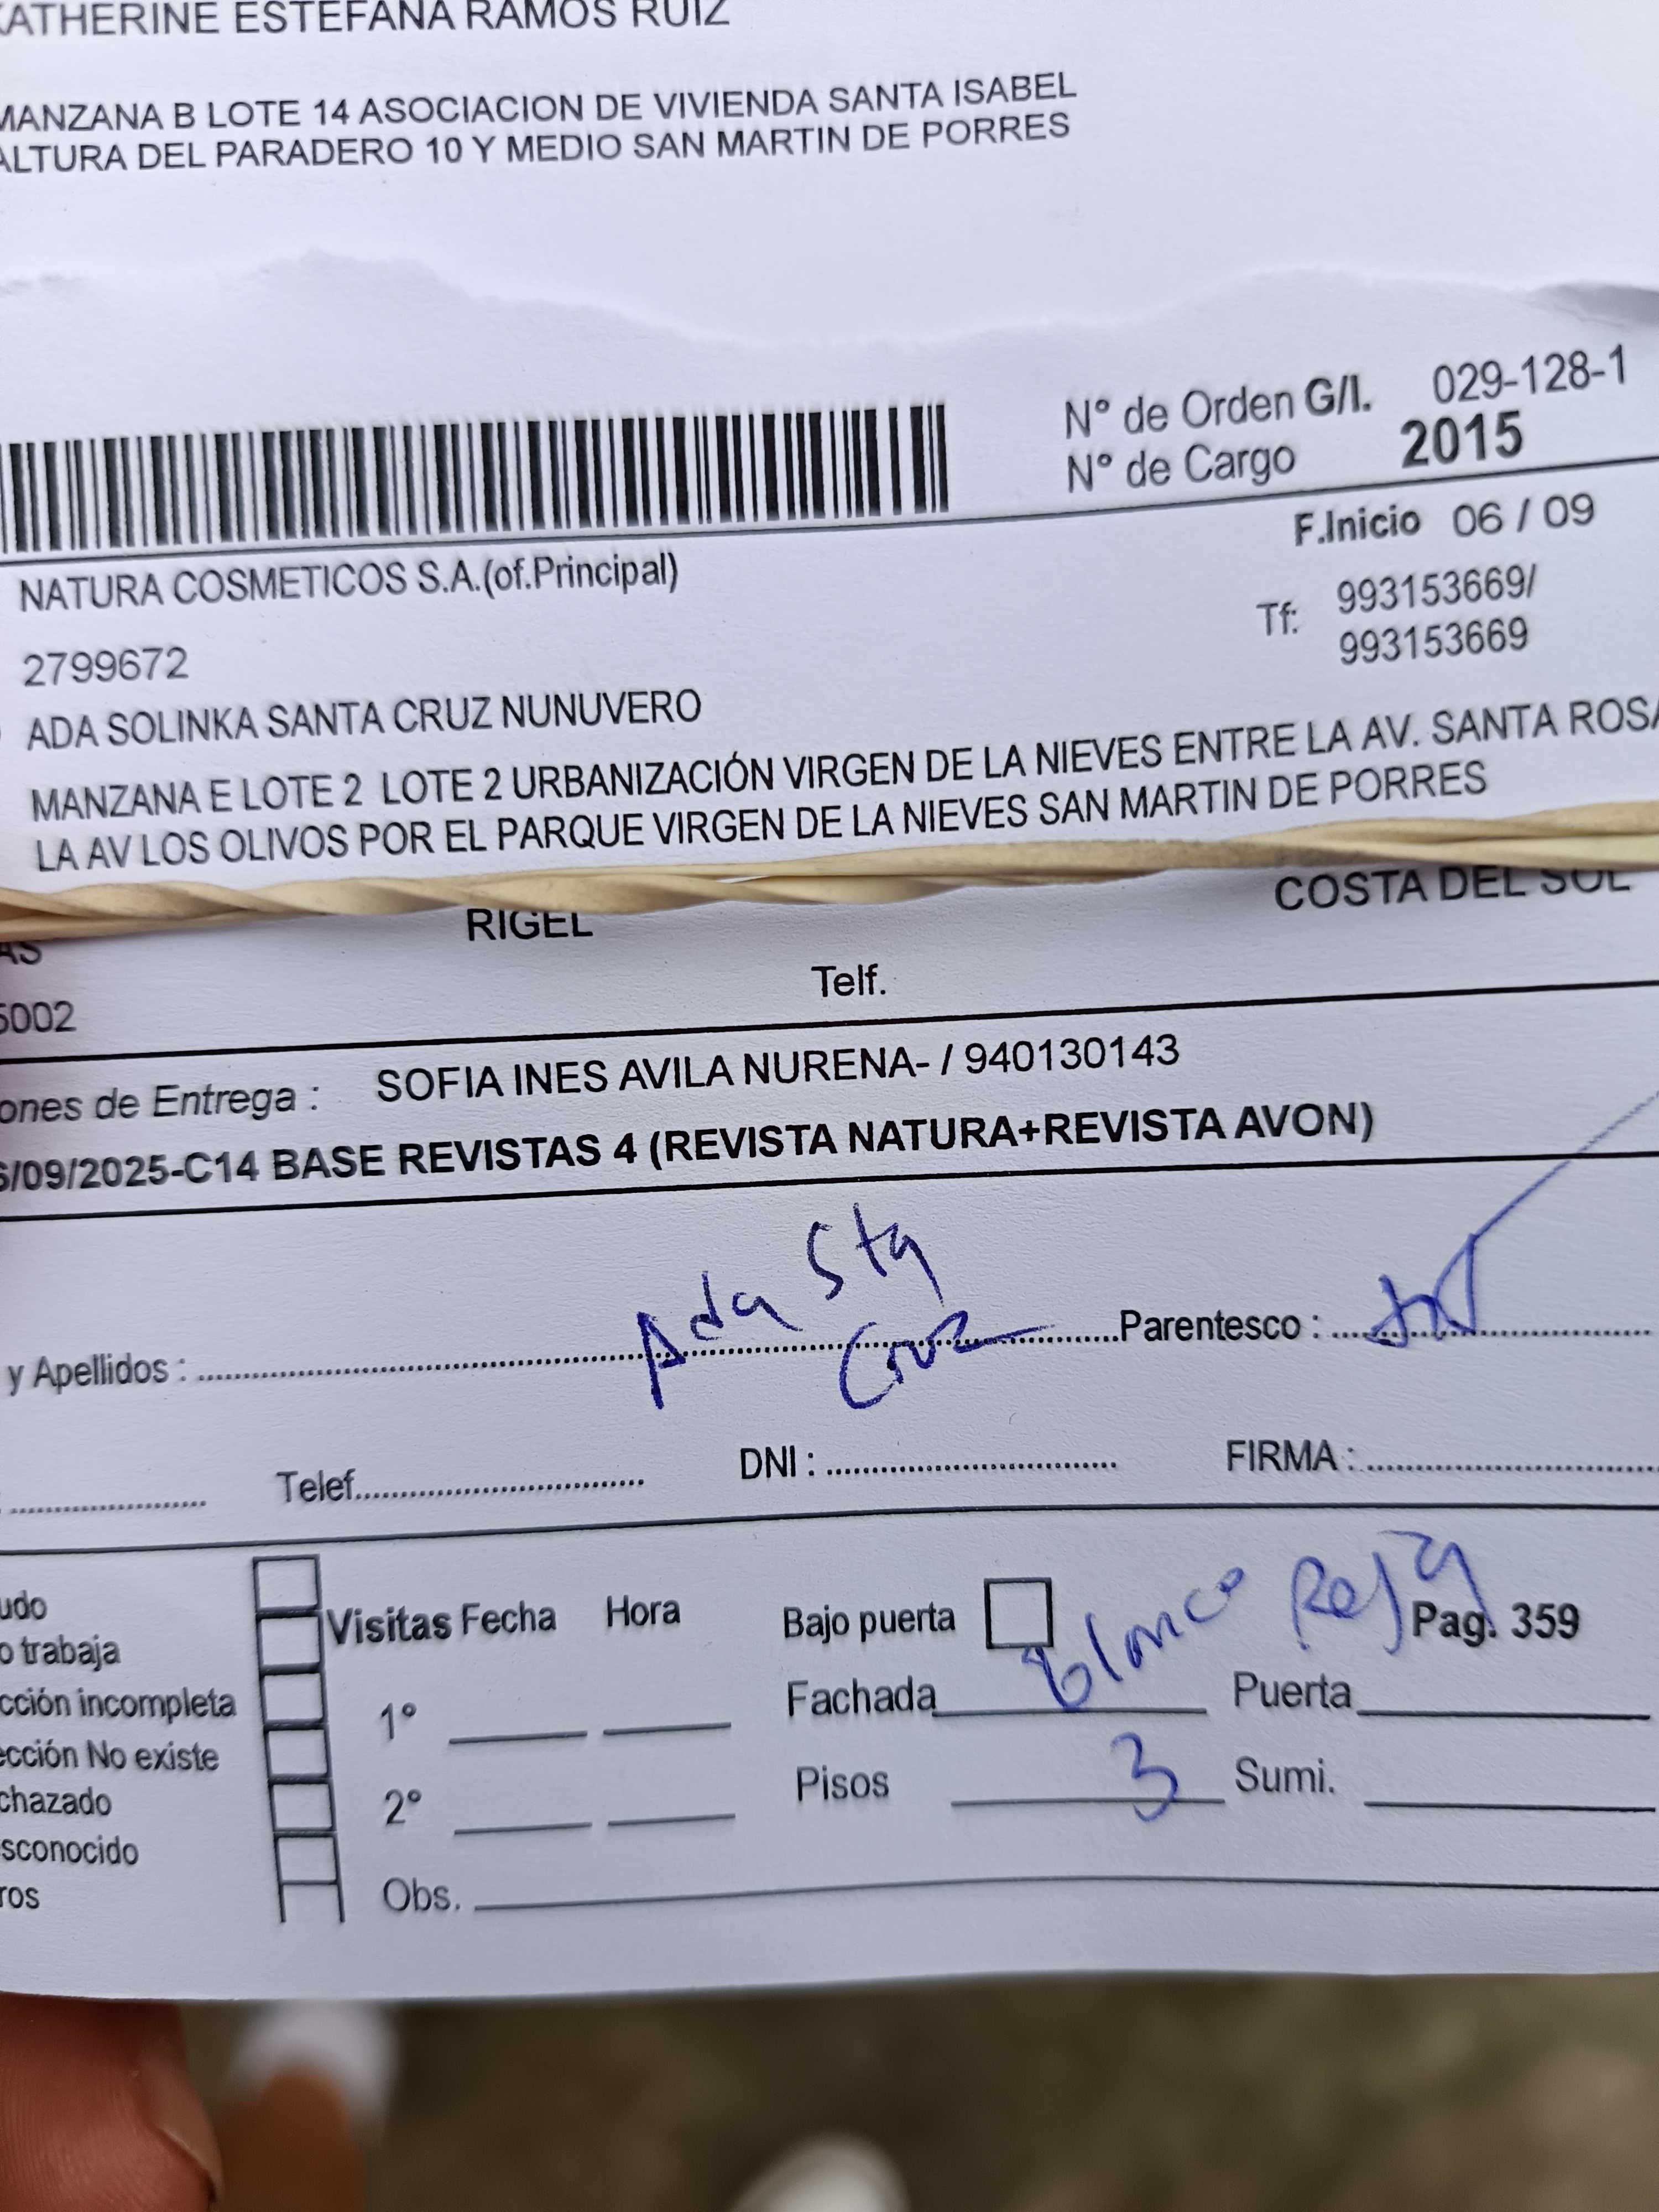 KATHERINE ESTEFANA RAMOS RUIZ
MANZANA B LOTE 14 ASOCIACION DE VIVIENDA SANTA ISABEL
ALTURA DEL PARADERO 10 Y MEDIO SAN MARTIN DE PORRES
N° de Orden G/I. 029-128-1
N° de Cargo 2015
F.Inicio 06 / 09
NATURA COSMETICOS S.A.(of.Principal)
Tf: 993153669/
993153669
2799672
ADA SOLINKA SANTA CRUZ NUNUVERO
MANZANA E LOTE 2 LOTE 2 URBANIZACIÓN VIRGEN DE LA NIEVES ENTRE LA AV. SANTA ROSA
LA AV LOS OLIVOS POR EL PARQUE VIRGEN DE LA NIEVES SAN MARTIN DE PORRES
AS RIGEL COSTA DEL SOL
5002 Telf.
ones de Entrega : SOFIA INES AVILA NURENA- / 940130143
6/09/2025-C14 BASE REVISTAS 4 (REVISTA NATURA+REVISTA AVON)
y Apellidos : Ada Sta Cruz Parentesco :
Telef. DNI : FIRMA :
udo
o trabaja
cción incompleta
ección No existe
chazado
sconocido
ros
Visitas Fecha Hora
1°
2°
Obs.
Bajo puerta Pag. 359
Fachada Blanco Reja Puerta
Pisos 3 Sumi.